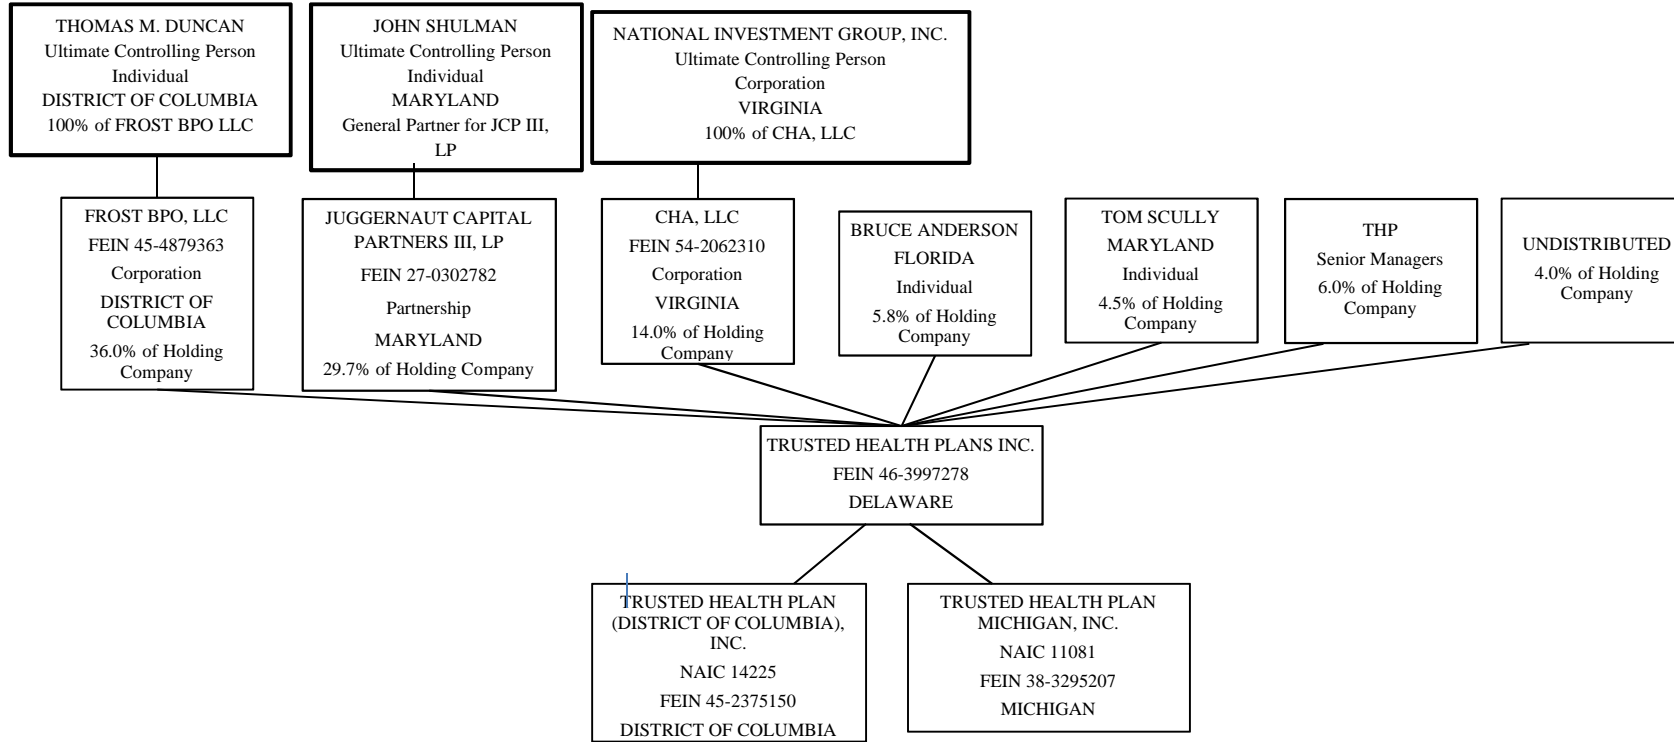 THOMAS M. DUNCAN
Ultimate Controlling Person
Individual
DISTRICT OF COLUMBIA
100% of FROST BPO LLC
JOHN SHULMAN
Ultimate Controlling Person
Individual
MARYLAND
General Partner for JCP III,
LP
NATIONAL INVESTMENT GROUP, INC.
Ultimate Controlling Person
Corporation
VIRGINIA
100% of CHA, LLC
FROST BPO, LLC
FEIN 45-4879363
Corporation
DISTRICT OF
COLUMBIA
36.0% of Holding
Company
JUGGERNAUT CAPITAL
PARTNERS III, LP
FEIN 27-0302782
Partnership
MARYLAND
29.7% of Holding Company
CHA, LLC
FEIN 54-2062310
Corporation
VIRGINIA
14.0% of Holding
Company
BRUCE ANDERSON
FLORIDA
Individual
5.8% of Holding
Company
TOM SCULLY
MARYLAND
Individual
4.5% of Holding
Company
THP
Senior Managers
6.0% of Holding
Company
UNDISTRIBUTED
4.0% of Holding
Company
TRUSTED HEALTH PLANS INC.
FEIN 46-3997278
DELAWARE
TRUSTED HEALTH PLAN
(DISTRICT OF COLUMBIA),
INC.
NAIC 14225
FEIN 45-2375150
DISTRICT OF COLUMBIA
TRUSTED HEALTH PLAN
MICHIGAN, INC.
NAIC 11081
FEIN 38-3295207
MICHIGAN